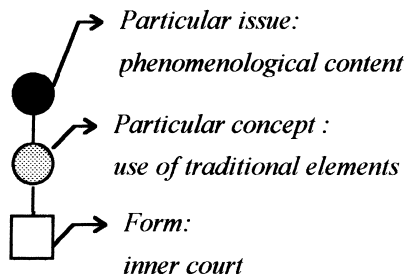 Particular issue:
phenomenological content
Particular concept :
use of traditional elements
Form:
inner court